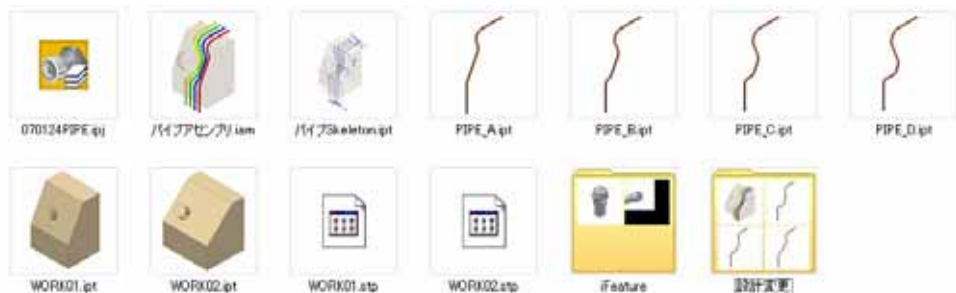 070124PIPE.ipj
パイプアセンブリ.iam
パイプSkeleton.ipt
PIPE_A.ipt
PIPE_B.ipt
PIPE_C.ipt
PIPE_D.ipt
WORK01.ipt
WORK02.ipt
WORK01.stp
WORK02.stp
iFeature
設計変更